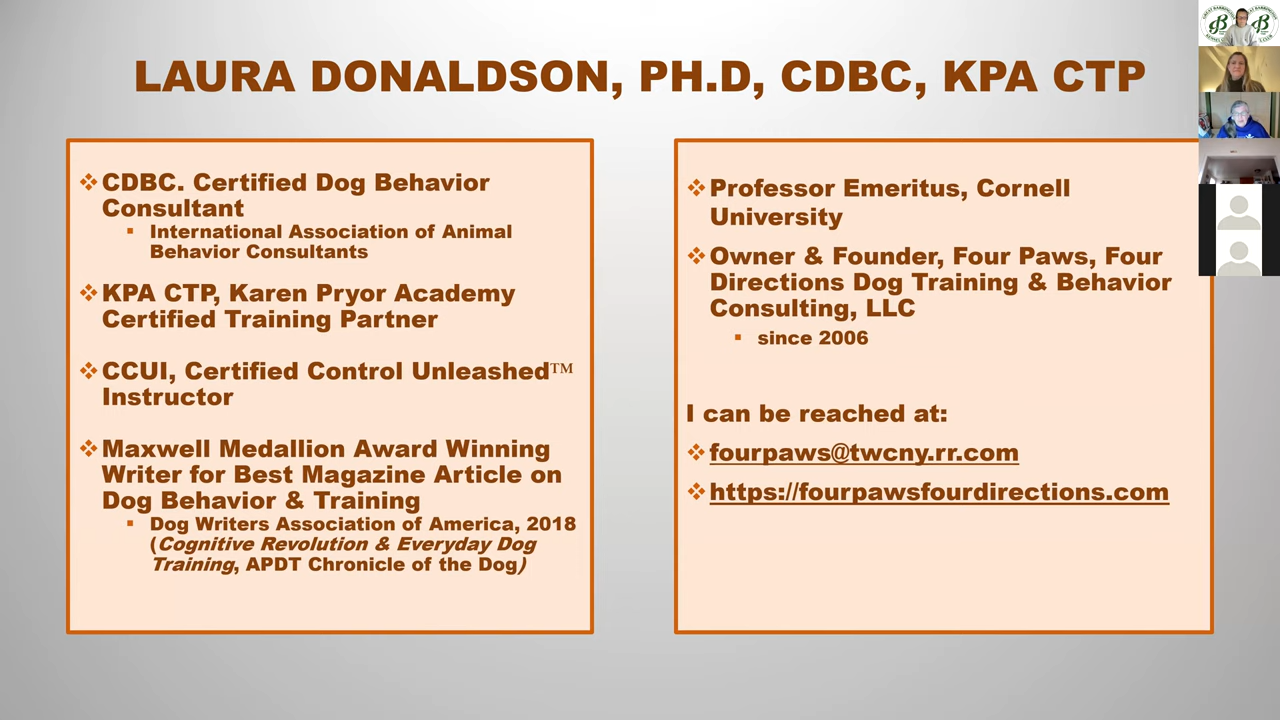 LAURA DONALDSON, PH.D, CDBC, KPA CTP
CDBC. Certified Dog Behavior
Consultant
International Association of Animal
Behavior Consultants
KPA CTP, Karen Pryor Academy
Certified Training Partner
CCUI, Certified Control Unleashed™
Instructor
Maxwell Medallion Award Winning
Writer for Best Magazine Article on
Dog Behavior & Training
Dog Writers Association of America, 2018
(Cognitive Revolution & Everyday Dog
Training, APDT Chronicle of the Dog)
Professor Emeritus, Cornell
University
Owner & Founder, Four Paws, Four
Directions Dog Training & Behavior
Consulting, LLC
since 2006
I can be reached at:
fourpaws@twcny.rr.com
https://fourpawsfourdirections.com